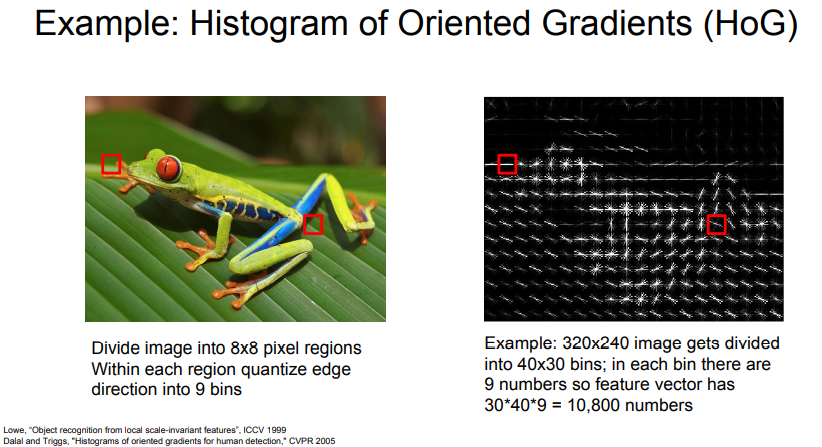 Example: Histogram of Oriented Gradients (HoG)
Divide image into 8x8 pixel regions
Within each region quantize edge
direction into 9 bins
Example: 320x240 image gets divided
into 40x30 bins; in each bin there are
9 numbers so feature vector has
30*40*9 = 10,800 numbers
Lowe, “Object recognition from local scale-invariant features”, ICCV 1999
Dalal and Triggs, "Histograms of oriented gradients for human detection," CVPR 2005